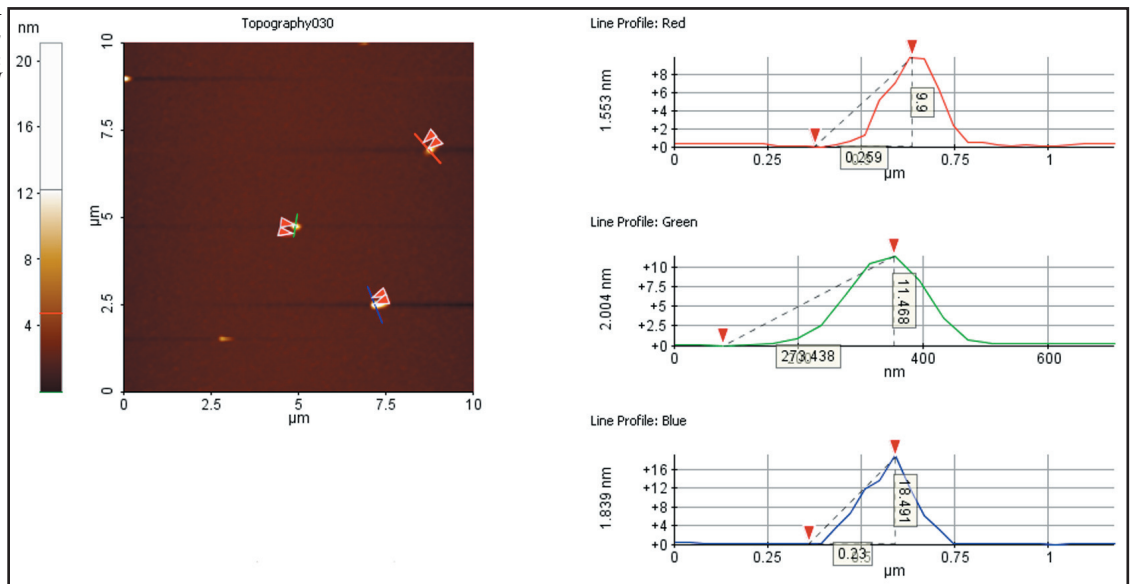 Topography030
nm
20
16
12
8
4
10
7.5
5
2.5
0
µm
0 2.5 5 7.5 10
µm
Line Profile: Red
1.553 nm
+8
+6
+4
+2
+0
9.9
0.259
0 0.25 0.75 1
µm
Line Profile: Green
2.004 nm
+10
+7.5
+5
+2.5
+0
11.468
273.438
0 400 600
nm
Line Profile: Blue
1.839 nm
+16
+12
+8
+4
+0
18.491
0.23
0 0.25 0.75 1
µm